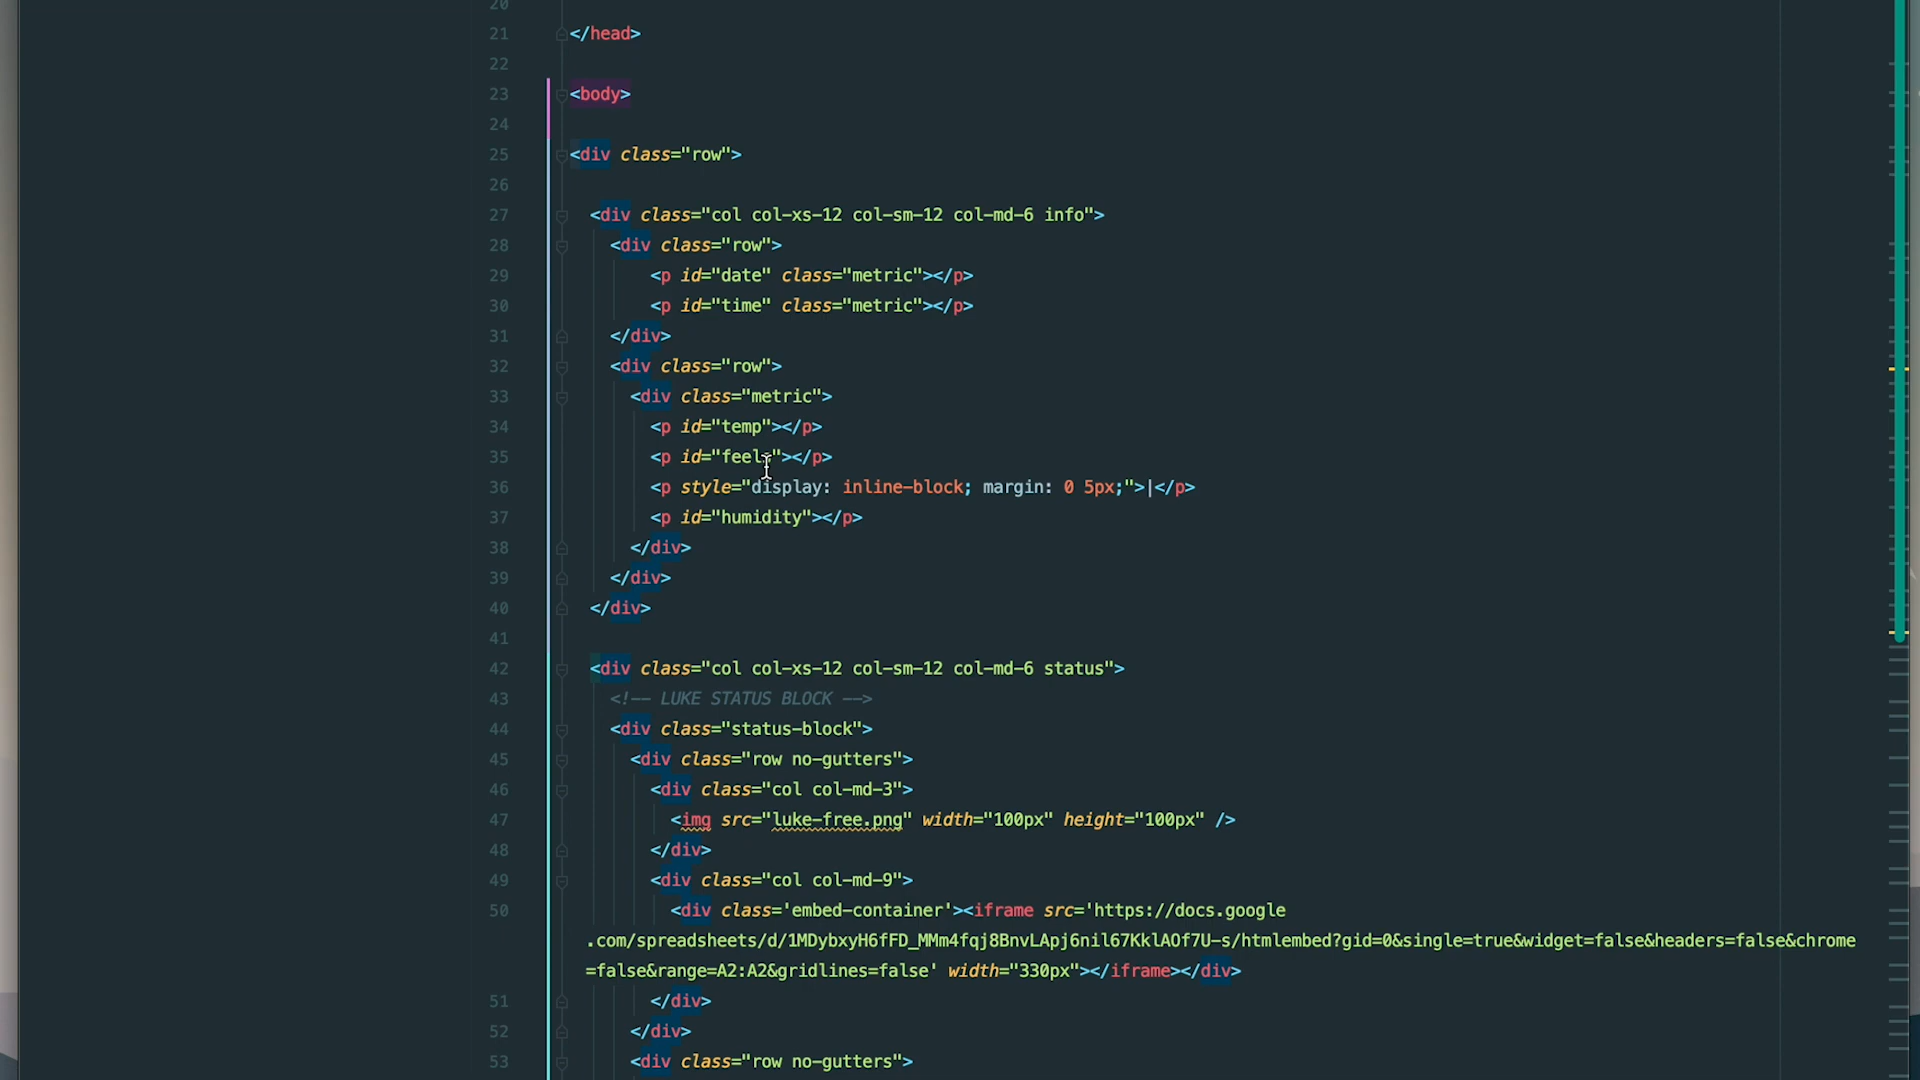 20
21 </head>
22
23 <body>
24
25 <div class="row">
26
27 <div class="col col-xs-12 col-sm-12 col-md-6 info">
28 <div class="row">
29 <p id="date" class="metric"></p>
30 <p id="time" class="metric"></p>
31 </div>
32 <div class="row">
33 <div class="metric">
34 <p id="temp"></p>
35 <p id="feels"></p>
36 <p style="display: inline-block; margin: 0 5px;">|</p>
37 <p id="humidity"></p>
38 </div>
39 </div>
40 </div>
41
42 <div class="col col-xs-12 col-sm-12 col-md-6 status">
43 <!-- LUKE STATUS BLOCK -->
44 <div class="status-block">
45 <div class="row no-gutters">
46 <div class="col col-md-3">
47 <img src="luke-free.png" width="100px" height="100px" />
48 </div>
49 <div class="col col-md-9">
50 <div class='embed-container'><iframe src='https://docs.google
.com/spreadsheets/d/1MDybxyH6fFD_MMm4fqj8BnvLApj6nil67KklAOf7U-s/htmlembed?gid=0&single=true&widget=false&headers=false&chrome
=false&range=A2:A2&gridlines=false' width="330px"></iframe></div>
51 </div>
52 </div>
53 <div class="row no-gutters">